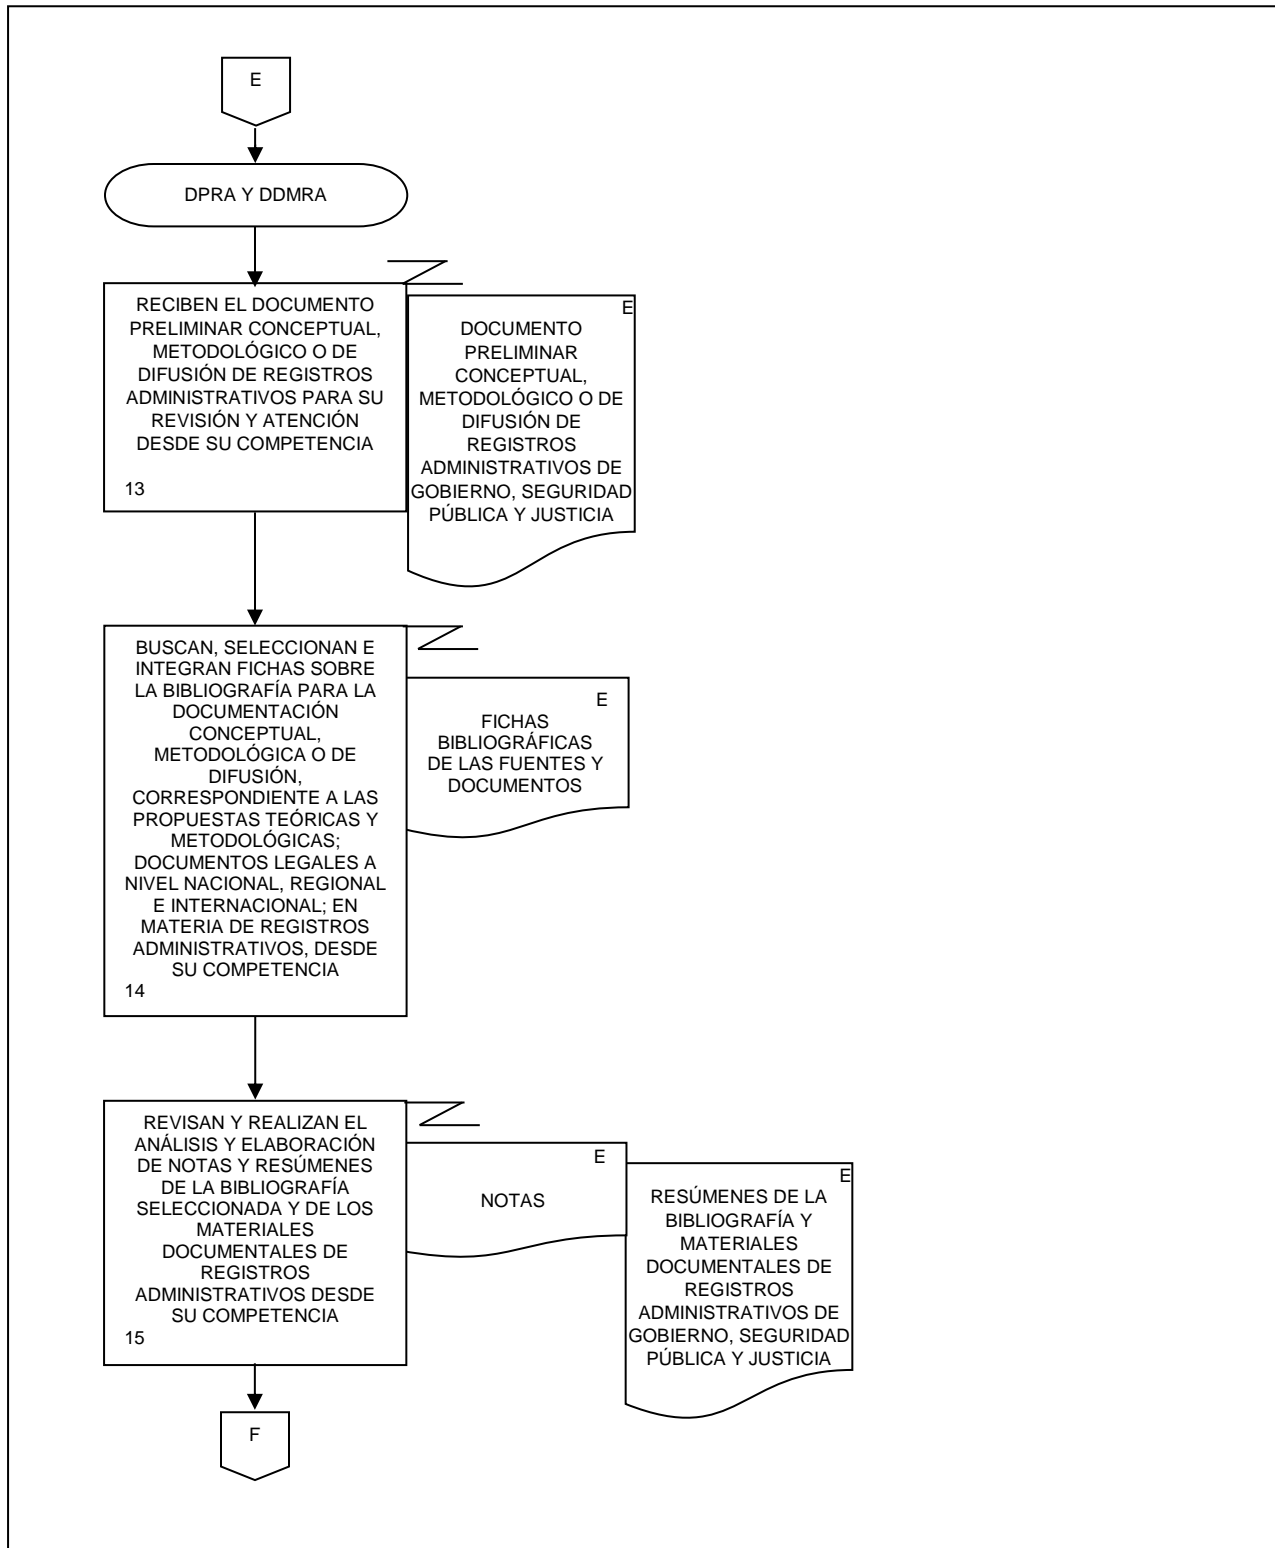 E
DPRA Y DDMRA
RECIBEN EL DOCUMENTO
PRELIMINAR CONCEPTUAL,
METODOLÓGICO O DE
DIFUSIÓN DE REGISTROS
ADMINISTRATIVOS PARA SU
REVISIÓN Y ATENCIÓN
DESDE SU COMPETENCIA
13
E
DOCUMENTO
PRELIMINAR
CONCEPTUAL,
METODOLÓGICO O DE
DIFUSIÓN DE
REGISTROS
ADMINISTRATIVOS DE
GOBIERNO, SEGURIDAD
PÚBLICA Y JUSTICIA
BUSCAN, SELECCIONAN E
INTEGRAN FICHAS SOBRE
LA BIBLIOGRAFÍA PARA LA
DOCUMENTACIÓN
CONCEPTUAL,
METODOLÓGICA O DE
DIFUSIÓN,
CORRESPONDIENTE A LAS
PROPUESTAS TEÓRICAS Y
METODOLÓGICAS;
DOCUMENTOS LEGALES A
NIVEL NACIONAL, REGIONAL
E INTERNACIONAL; EN
MATERIA DE REGISTROS
ADMINISTRATIVOS, DESDE
SU COMPETENCIA
14
E
FICHAS
BIBLIOGRÁFICAS
DE LAS FUENTES Y
DOCUMENTOS
REVISAN Y REALIZAN EL
ANÁLISIS Y ELABORACIÓN
DE NOTAS Y RESÚMENES
DE LA BIBLIOGRAFÍA
SELECCIONADA Y DE LOS
MATERIALES
DOCUMENTALES DE
REGISTROS
ADMINISTRATIVOS DESDE
SU COMPETENCIA
15
E
NOTAS
E
RESÚMENES DE LA
BIBLIOGRAFÍA Y
MATERIALES
DOCUMENTALES DE
REGISTROS
ADMINISTRATIVOS DE
GOBIERNO, SEGURIDAD
PÚBLICA Y JUSTICIA
F